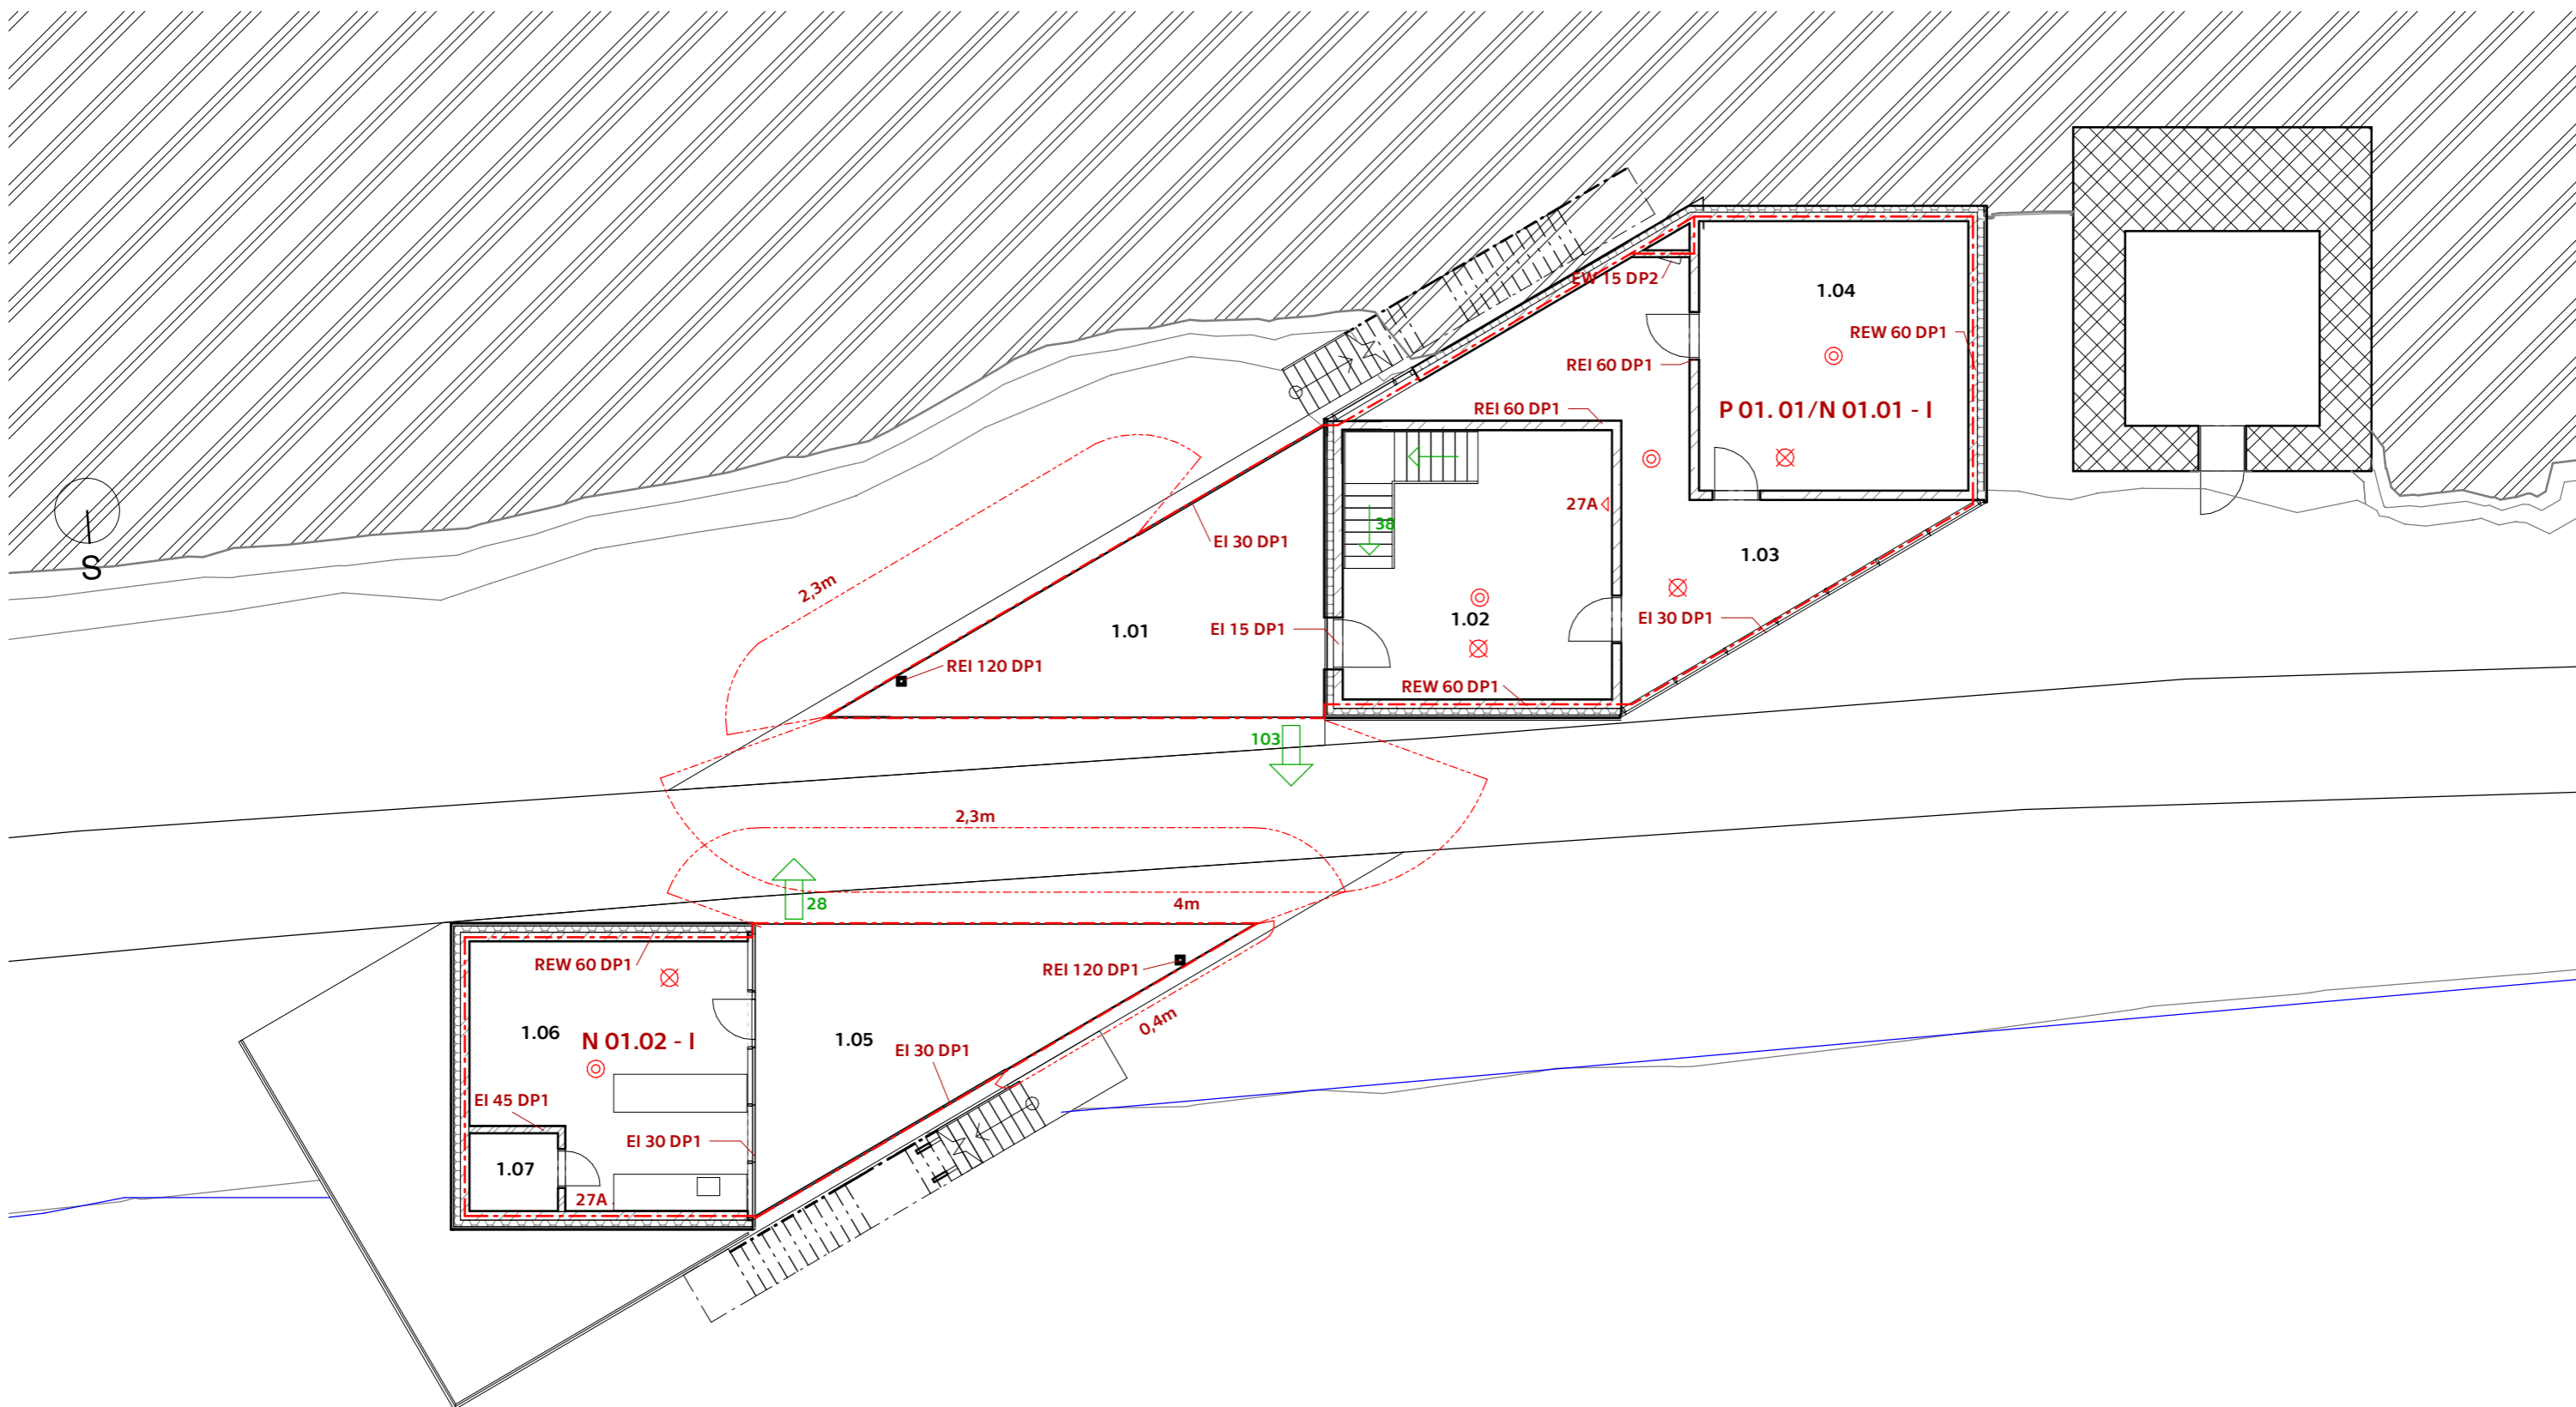 EW 15 DP2
1.04
REW 60 DP1
REI 60 DP1
P 01. 01/N 01.01 - I
REI 60 DP1
27A
38
EI 30 DP1
1.03
S
2,3m
1.01
EI 15 DP1
1.02
EI 30 DP1
REI 120 DP1
REW 60 DP1
103
2,3m
28
4m
REW 60 DP1
REI 120 DP1
0,4m
1.06
N 01.02 - I
1.05
EI 30 DP1
EI 45 DP1
EI 30 DP1
1.07
27A